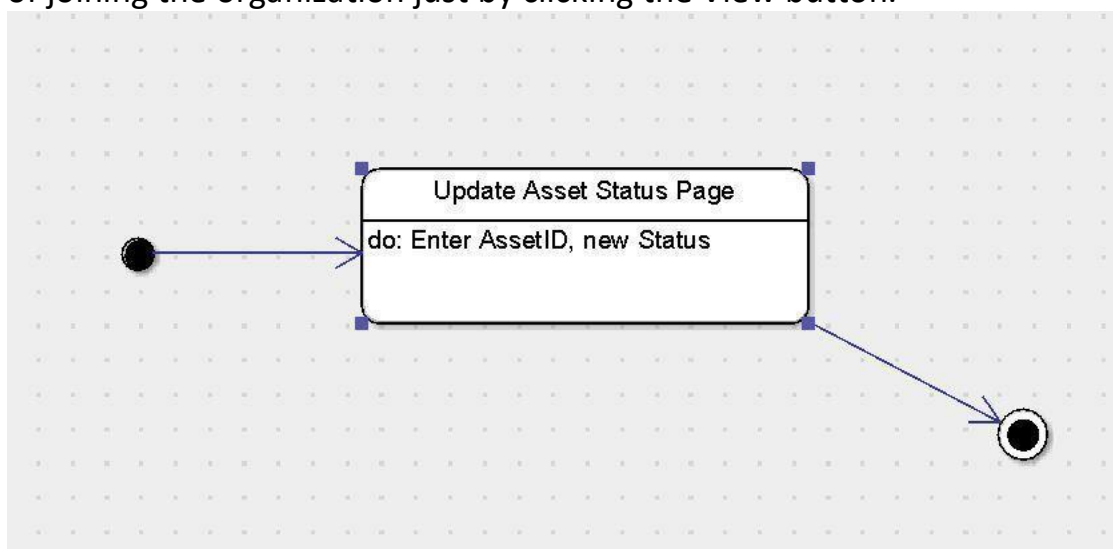 of joining the organization just by clicking the View button.
Update Asset Status Page
do: Enter AssetID, new Status